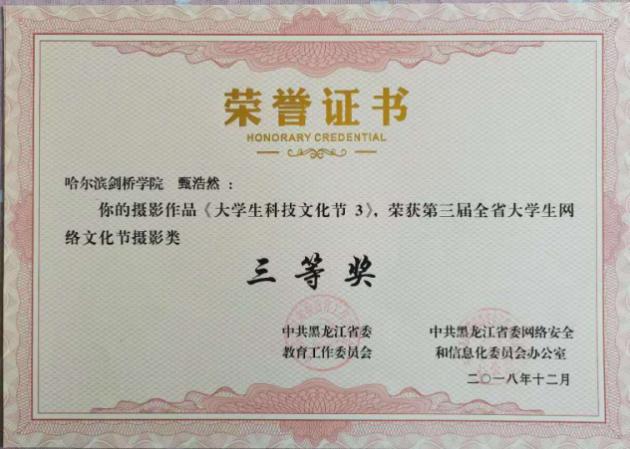 荣誉证书
HONORARY CREDENTIAL
哈尔滨剑桥学院 甄浩然：
你的摄影作品《大学生科技文化节 3》，荣获第三届全省大学生网
络文化节摄影类
三等奖
中共黑龙江省委
教育工作委员会
中共黑龙江省委网络安全
和信息化委员会办公室
二〇一八年十二月